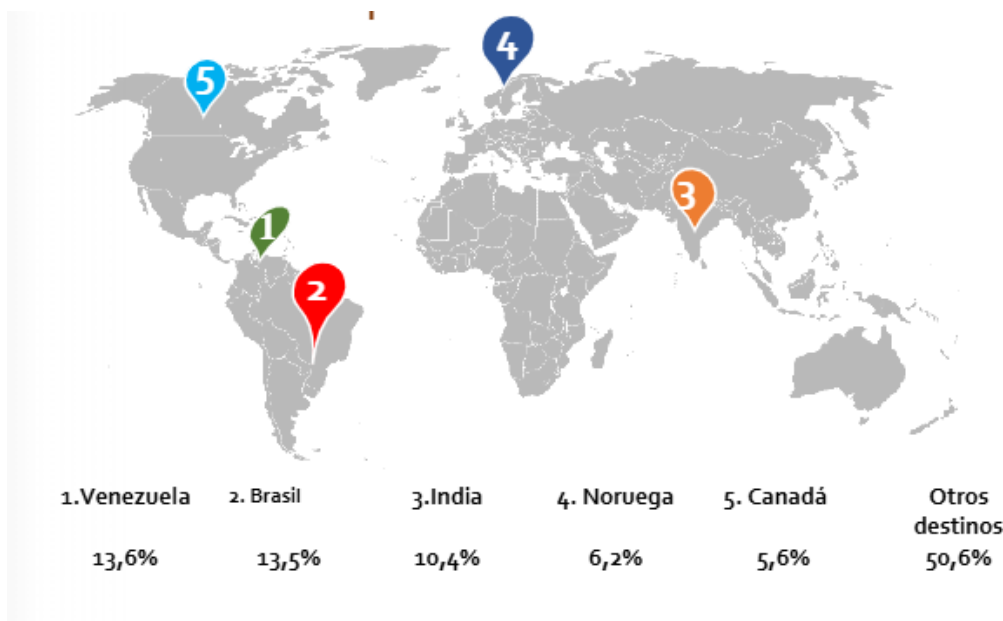 5
4
3
1
2
1.Venezuela
2. Brasil
3.India
4. Noruega
5. Canadá
Otros
destinos
13,6%
13,5%
10,4%
6,2%
5,6%
50,6%